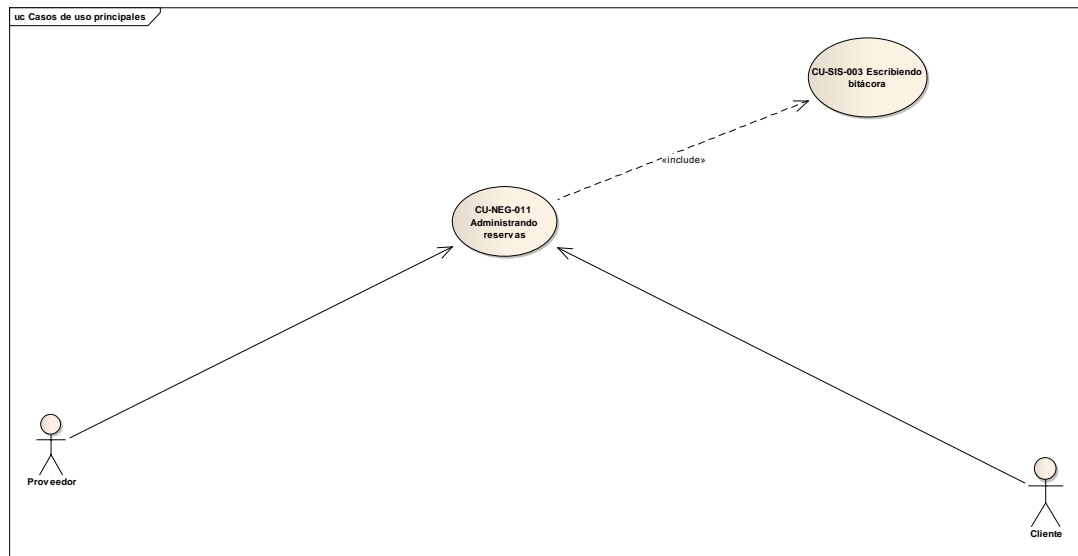 uc Casos de uso principales
CU-SIS-003 Escribiendo
bitácora
«include»
CU-NEG-011
Administrando
reservas
Proveedor
Cliente